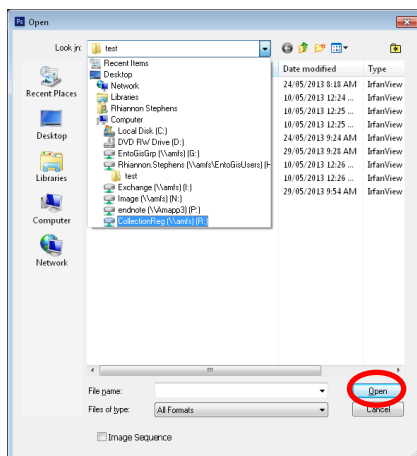 Ps Open
Look in: test
Recent Items
Desktop
Network
Libraries
Rhiannon Stephens
Computer
Local Disk (C:)
DVD RW Drive (D:)
EntoGisGrp (\\amfs) (G:)
Rhiannon.Stephens (\\amfs\EntoGisUsers) (H
test
Exchange (\\amfs) (I:)
Image (\\amfs) (N:)
endnote (\\Amapp3) (P:)
CollectionReg (\\amfs) (R:)
Date modified Type
24/05/2013 8:18 AM IrfanView
10/05/2013 12:24 ... IrfanView
10/05/2013 12:25 ... IrfanView
10/05/2013 12:25 ... IrfanView
24/05/2013 9:24 AM IrfanView
29/05/2013 9:28 AM IrfanView
10/05/2013 12:26 ... IrfanView
10/05/2013 12:26 ... IrfanView
29/05/2013 9:54 AM IrfanView
Recent Places
Desktop
Libraries
Computer
Network
File name: Open
Files of type: All Formats Cancel
Image Sequence